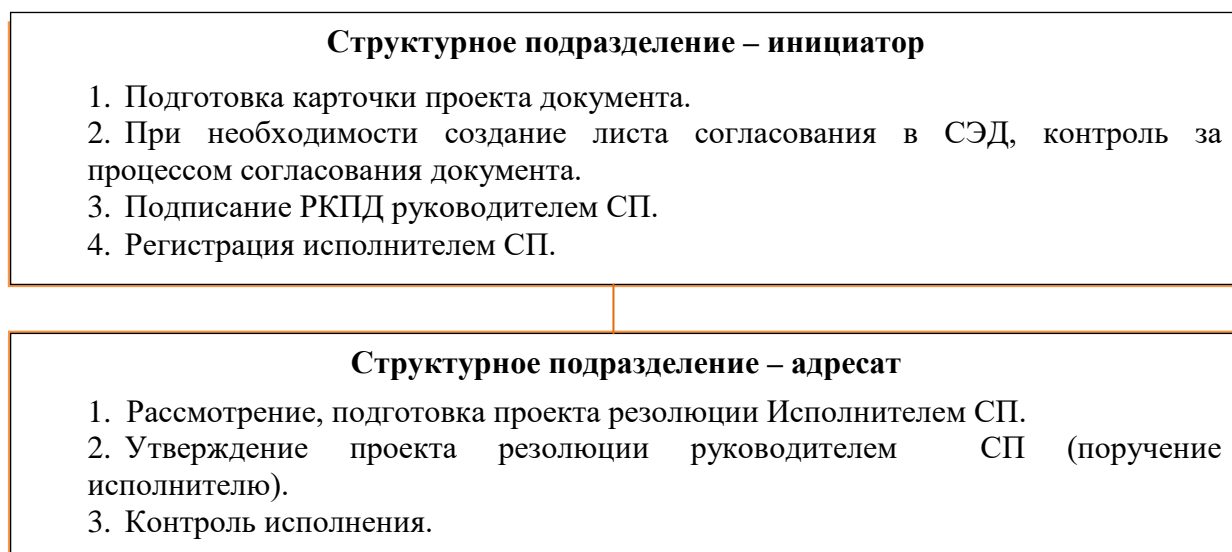 Структурное подразделение – инициатор
1. Подготовка карточки проекта документа.
2. При необходимости создание листа согласования в СЭД, контроль за
процессом согласования документа.
3. Подписание РКПД руководителем СП.
4. Регистрация исполнителем СП.
Структурное подразделение – адресат
1. Рассмотрение, подготовка проекта резолюции Исполнителем СП.
2. Утверждение проекта резолюции руководителем СП (поручение
исполнителю).
3. Контроль исполнения.